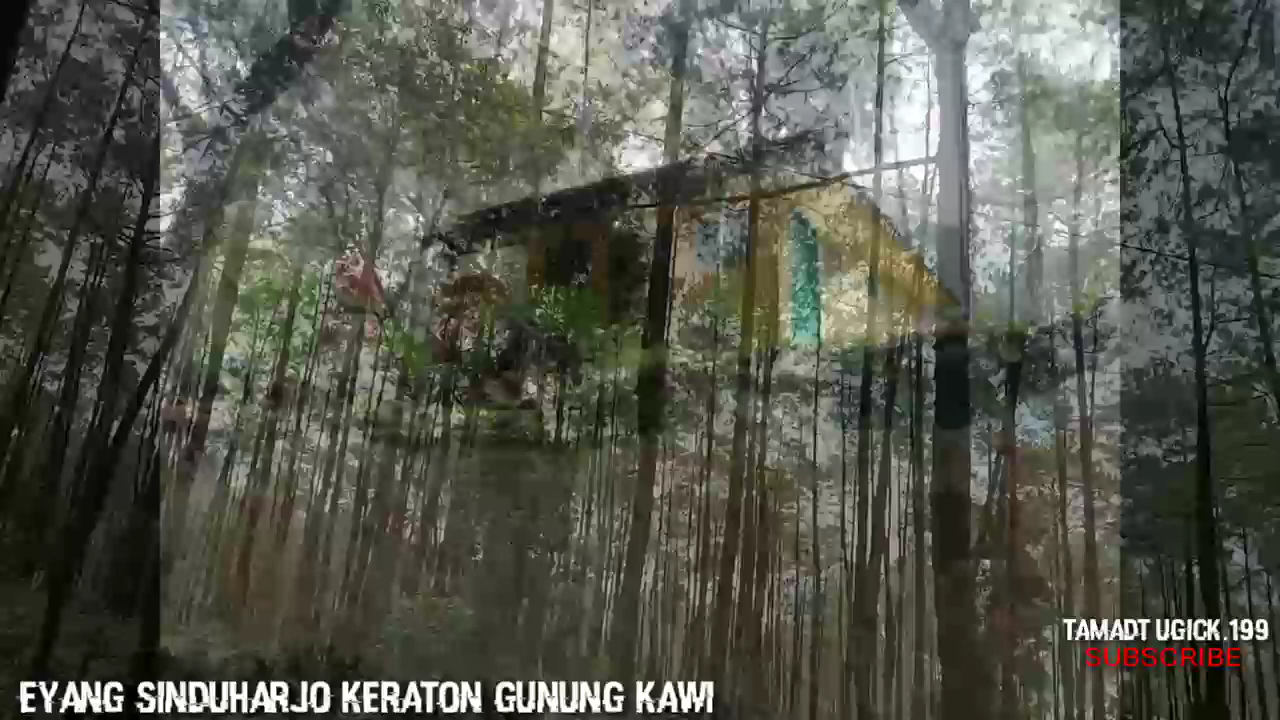 TAMADT UGICK.199
SUBSCRIBE
EYANG SINDUHARJO KERATON GUNUNG KAWI